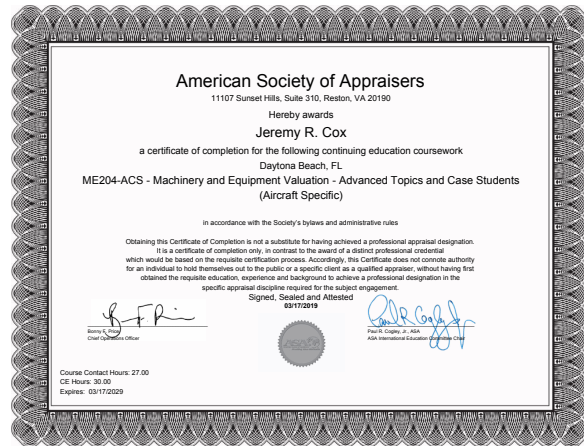 American Society of Appraisers
11107 Sunset Hills, Suite 310, Reston, VA 20190
Hereby awards
Jeremy R. Cox
a certificate of completion for the following continuing education coursework
Daytona Beach, FL
ME204-ACS - Machinery and Equipment Valuation - Advanced Topics and Case Students
(Aircraft Specific)
in accordance with the Society's bylaws and administrative rules
Obtaining this Certificate of Completion is not a substitute for having achieved a professional appraisal designation.
It is a certificate of completion only, in contrast to the award of a distinct professional credential
which would be based on the requisite certification process. Accordingly, this Certificate does not connote authority
for an individual to hold themselves out to the public or a specific client as a qualified appraiser, without having first
obtained the requisite education, experience and background to achieve a professional designation in the
specific appraisal discipline required for the subject engagement.
Signed, Sealed and Attested
03/17/2019
Bonny F. Price
Chief Operations Officer
Paul R. Cogley, Jr., ASA
ASA International Education Committee Chair
ASA
Course Contact Hours: 27.00
CE Hours: 30.00
Expires: 03/17/2029